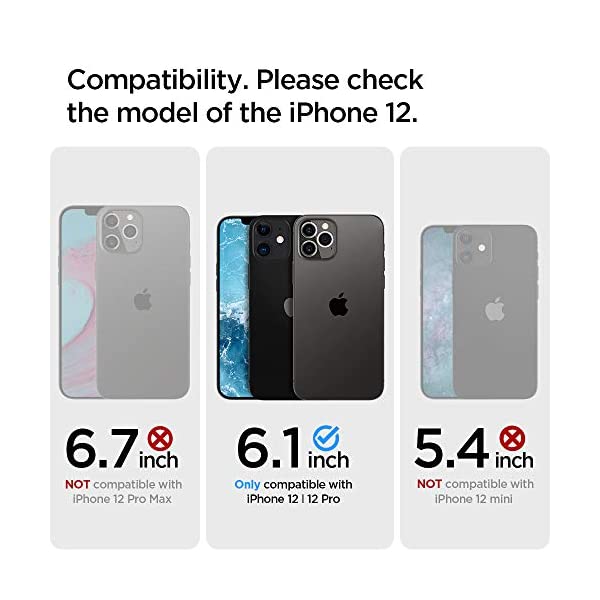 Compatibility. Please check
the model of the iPhone 12.
6.7 inch
NOT compatible with
iPhone 12 Pro Max
6.1 inch
Only compatible with
iPhone 12 | 12 Pro
5.4 inch
NOT compatible with
iPhone 12 mini